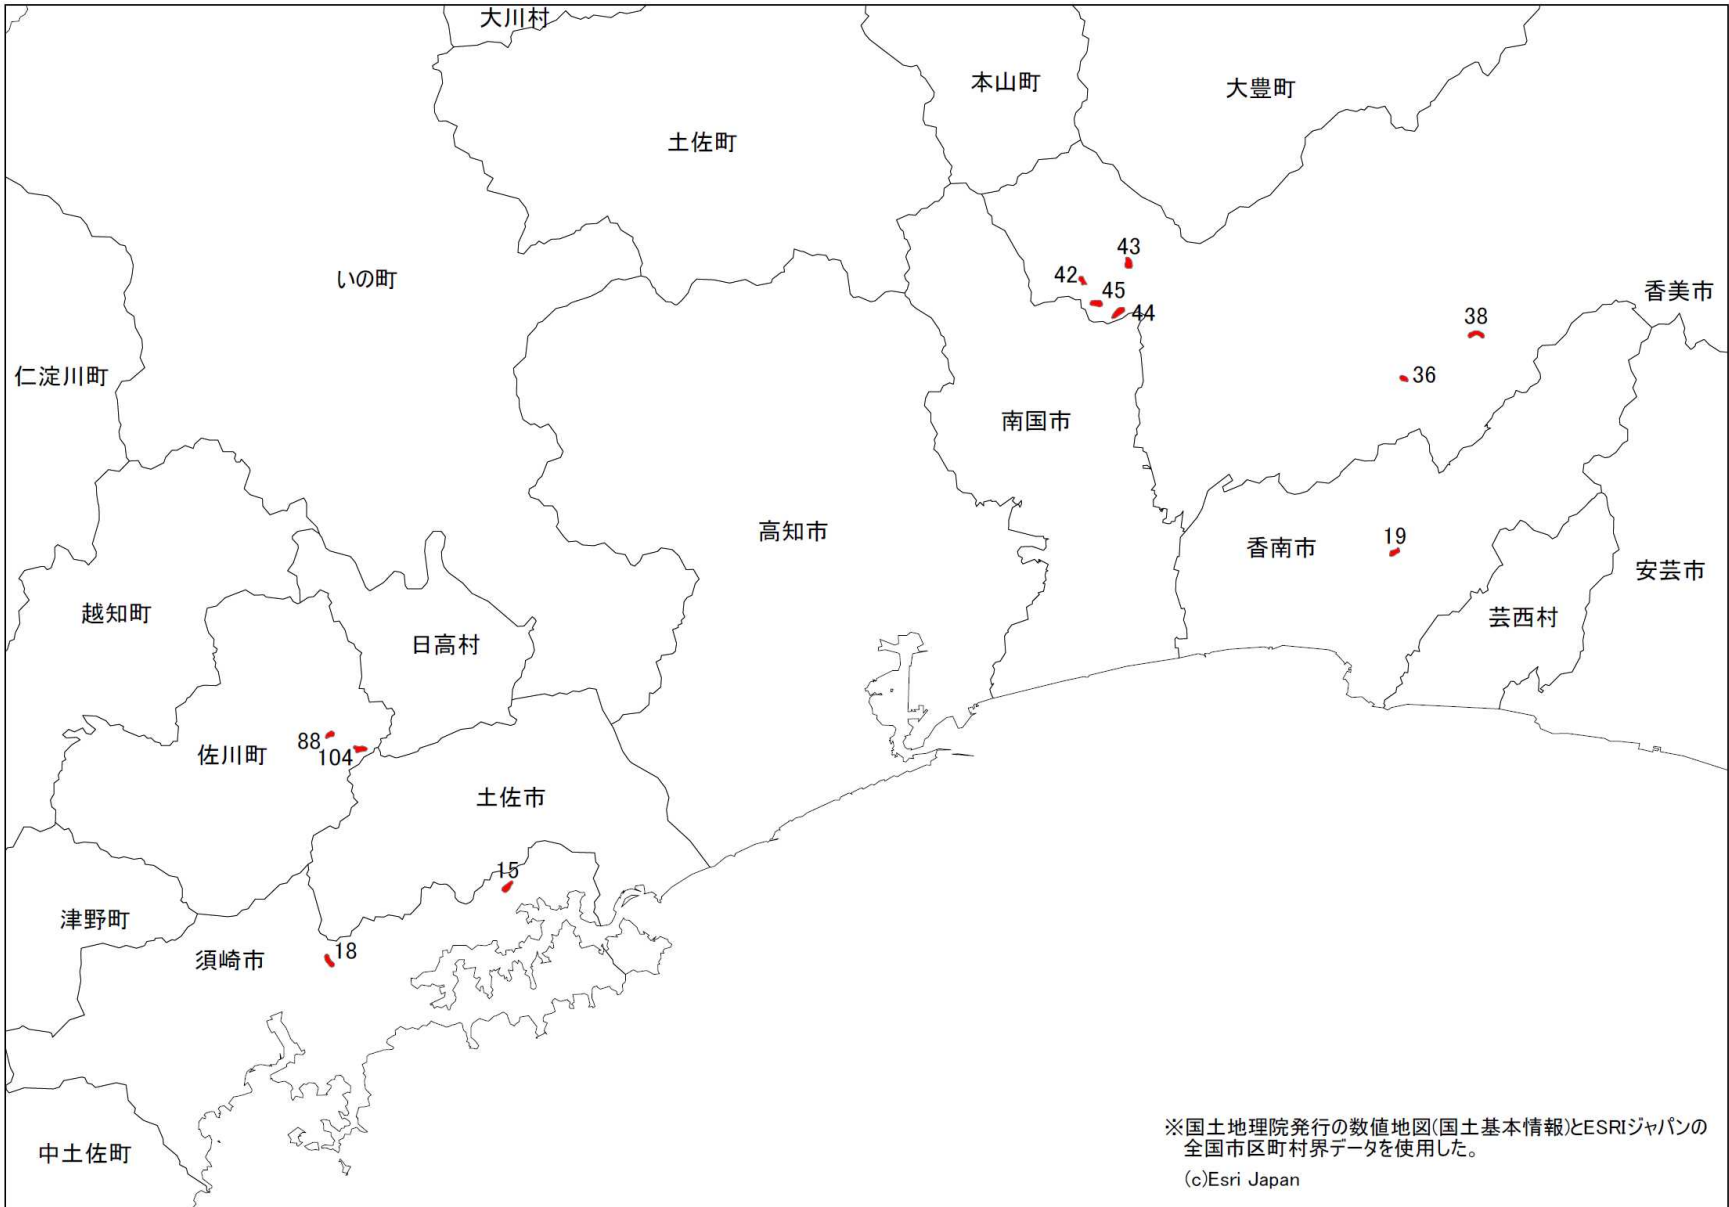 大川村
本山町
大豊町
土佐町
43
いの町
42
45
44
香美市
38
仁淀川町
36
南国市
高知市
19
香南市
安芸市
越知町
芸西村
日高村
88
佐川町
104
土佐市
15
津野町
18
須崎市
※国土地理院発行の数値地図(国土基本情報)とESRIジャパンの
全国市区町村界データを使用した。
中土佐町
(c)Esri Japan